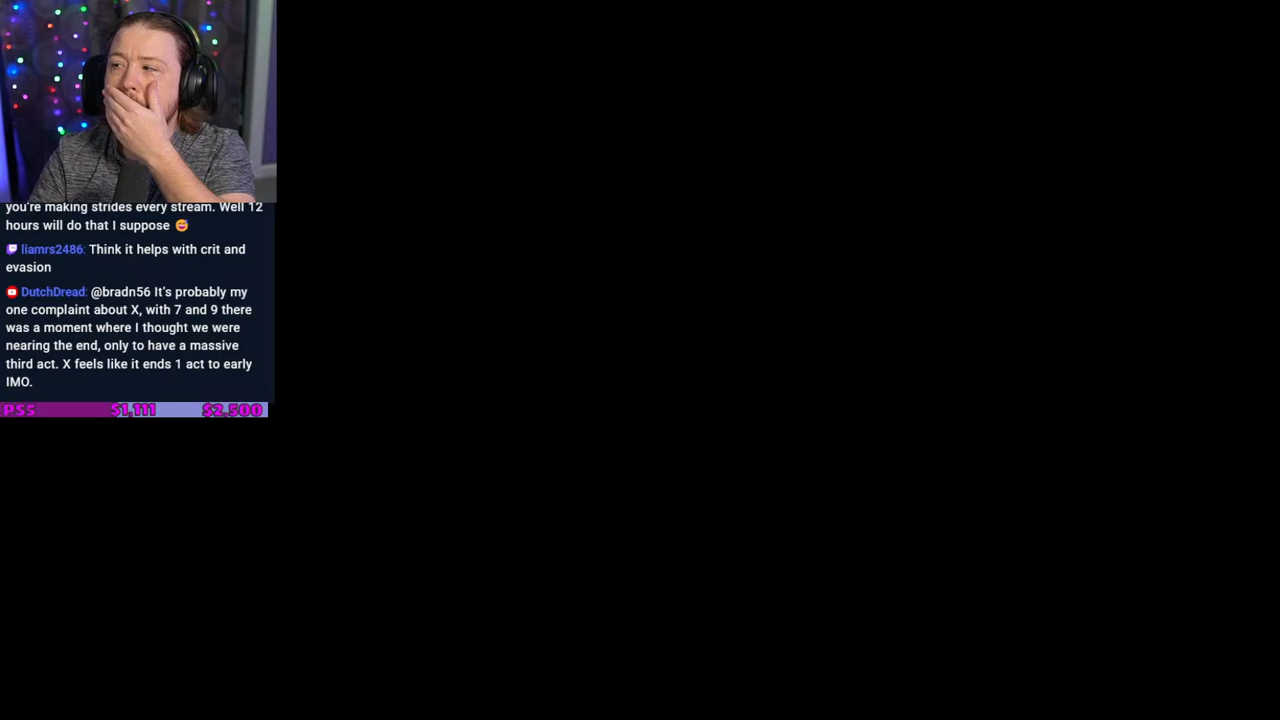 you're making strides every stream. Well 12
hours will do that I suppose 😅
liamrs2486: Think it helps with crit and
evasion
DutchDread: @bradn56 It's probably my
one complaint about X, with 7 and 9 there
was a moment where I thought we were
nearing the end, only to have a massive
third act. X feels like it ends 1 act to early
IMO.
PS5 $1,111 $2,500